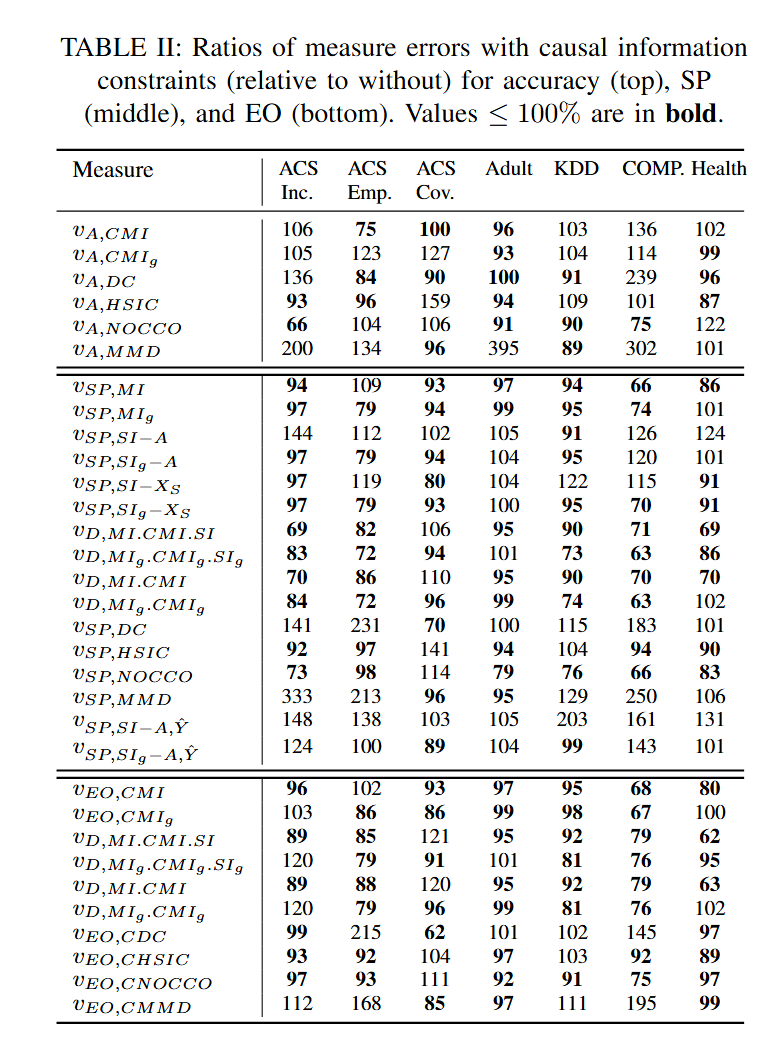 TABLE II: Ratios of measure errors with causal information
constraints (relative to without) for accuracy (top), SP
(middle), and EO (bottom). Values ≤ 100% are in bold.
Measure ACS ACS ACS Adult KDD COMP. Health
Inc. Emp. Cov.
v_{A,CMI} 106 75 100 96 103 136 102
v_{A,CMI_g} 105 123 127 93 104 114 99
v_{A,DC} 136 84 90 100 91 239 96
v_{A,HSIC} 93 96 159 94 109 101 87
v_{A,NOCCO} 66 104 106 91 90 75 122
v_{A,MMD} 200 134 96 395 89 302 101
v_{SP,MI} 94 109 93 97 94 66 86
v_{SP,MI_g} 97 79 94 99 95 74 101
v_{SP,SI-A} 144 112 102 105 91 126 124
v_{SP,SI_g-A} 97 79 94 104 95 120 101
v_{SP,SI-X_S} 97 119 80 104 122 115 91
v_{SP,SI_g-X_S} 97 79 93 100 95 70 91
v_{D,MI.CMI.SI} 69 82 106 95 90 71 69
v_{D,MI_g.CMI_g.SI_g} 83 72 94 101 73 63 86
v_{D,MI.CMI} 70 86 110 95 90 70 70
v_{D,MI_g.CMI_g} 84 72 96 99 74 63 102
v_{SP,DC} 141 231 70 100 115 183 101
v_{SP,HSIC} 92 97 141 94 104 94 90
v_{SP,NOCCO} 73 98 114 79 76 66 83
v_{SP,MMD} 333 213 96 95 129 250 106
v_{SP,SI-A,Ŷ} 148 138 103 105 203 161 131
v_{SP,SI_g-A,Ŷ} 124 100 89 104 99 143 101
v_{EO,CMI} 96 102 93 97 95 68 80
v_{EO,CMI_g} 103 86 86 99 98 67 100
v_{D,MI.CMI.SI} 89 85 121 95 92 79 62
v_{D,MI_g.CMI_g.SI_g} 120 79 91 101 81 76 95
v_{D,MI.CMI} 89 88 120 95 92 79 63
v_{D,MI_g.CMI_g} 120 79 96 99 81 76 102
v_{EO,CDC} 99 215 62 101 102 145 97
v_{EO,CHSIC} 93 92 104 97 103 92 89
v_{EO,CNOCCO} 97 93 111 92 91 75 97
v_{EO,CMMD} 112 168 85 97 111 195 99